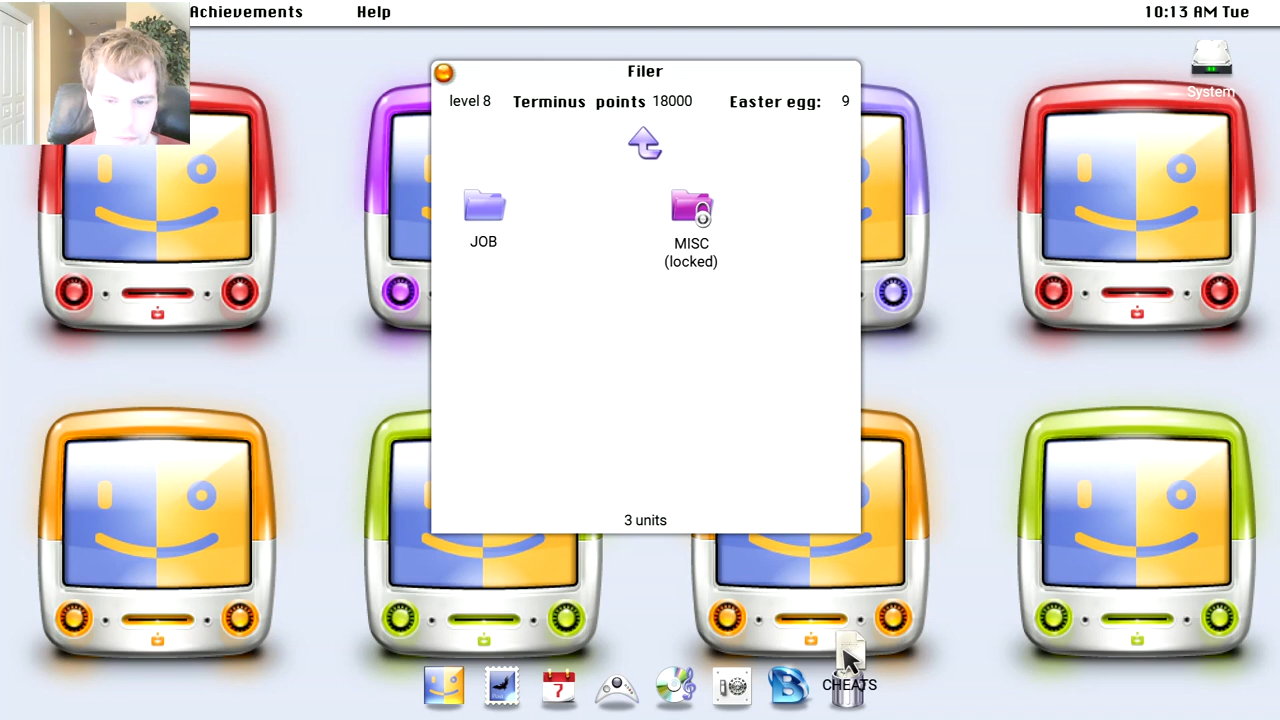 Achievements Help 10:13 AM Tue
Filer
level 8 Terminus points 18000 Easter egg: 9
System
JOB
MISC
(locked)
3 units
7
B
CHEATS